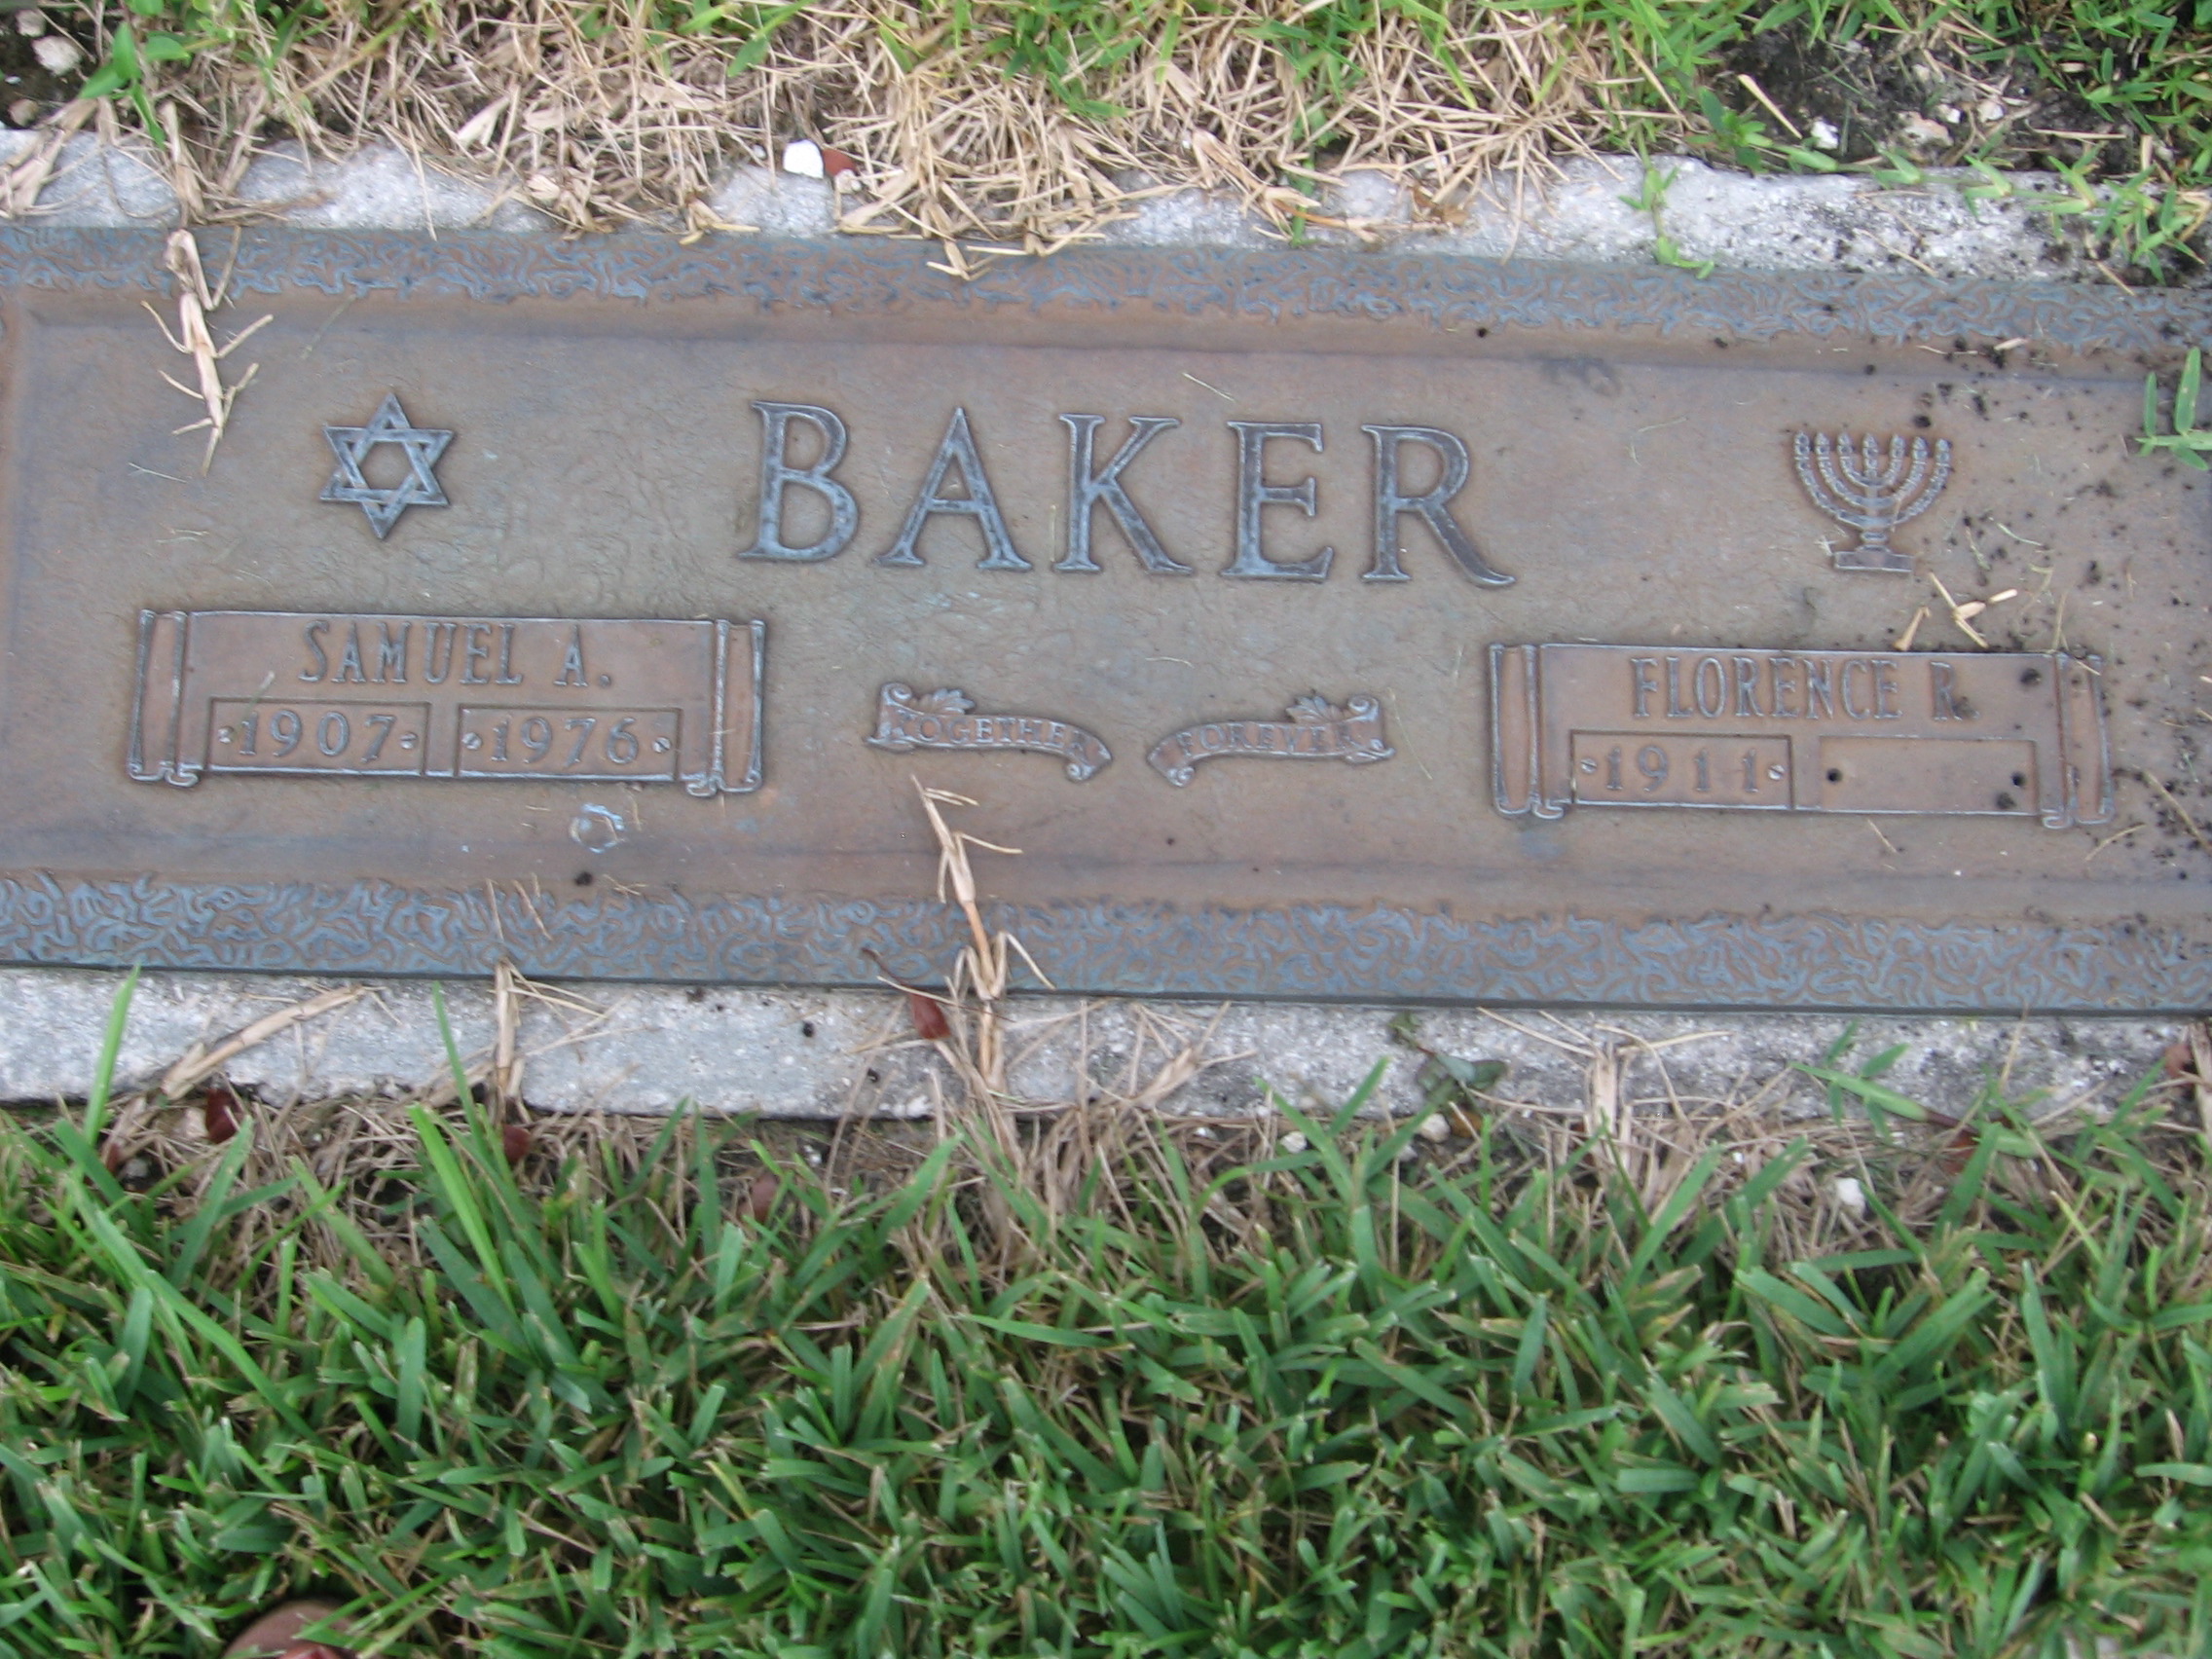 BAKER
SAMUEL A.
·1907· ·1976·
TOGETHER FOREVER
FLORENCE R.
·1911·